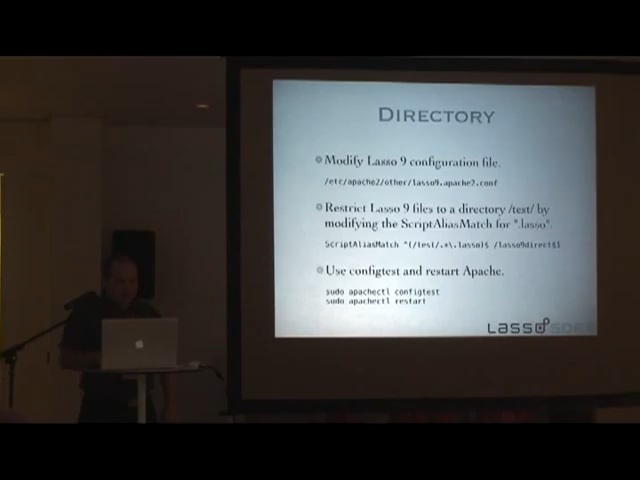 DIRECTORY
Modify Lasso 9 configuration file.
/etc/apache2/other/lasso9.apache2.conf
Restrict Lasso 9 files to a directory /test/ by
modifying the ScriptAliasMatch for ".lasso".
ScriptAliasMatch ^(/test/.*\.lasso)$ /lasso9direct$1
Use configtest and restart Apache.
sudo apachectl configtest
sudo apachectl restart
LASSOSOFT